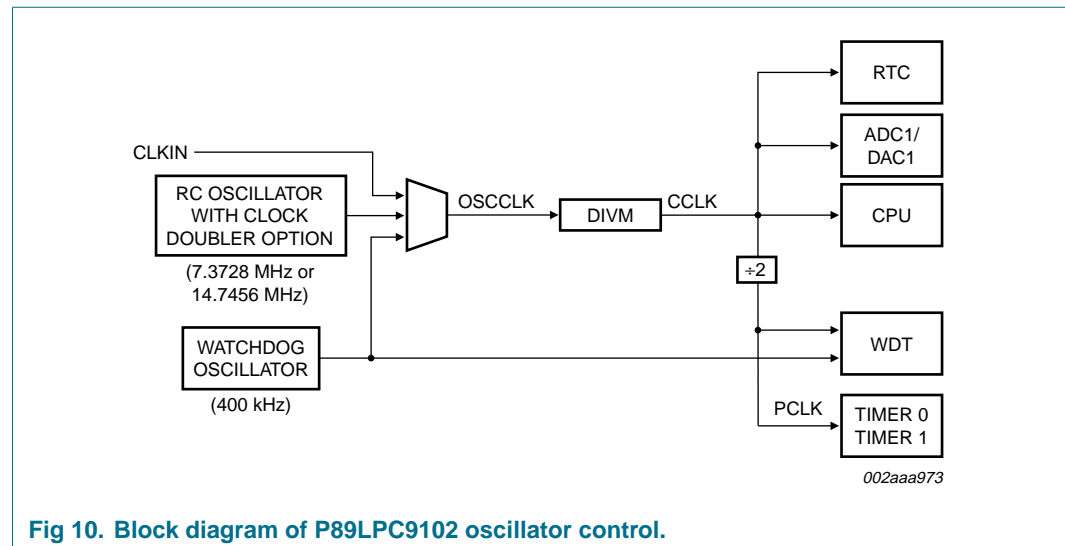 RTC
ADC1/
DAC1
CLKIN
RC OSCILLATOR
WITH CLOCK
DOUBLER OPTION
OSCCLK
DIVM
CCLK
CPU
(7.3728 MHz or
14.7456 MHz)
÷2
WATCHDOG
OSCILLATOR
WDT
(400 kHz)
PCLK
TIMER 0
TIMER 1
002aaa973
Fig 10. Block diagram of P89LPC9102 oscillator control.